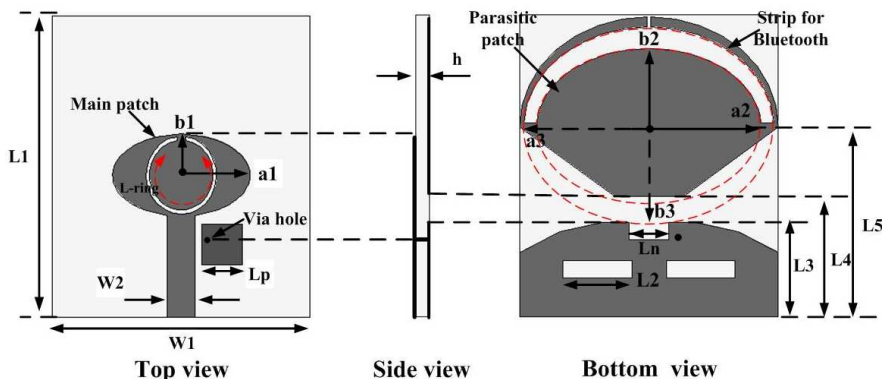 L1
Main patch
b1
a1
L-ring
Via hole
W2
Lp
W1
Top view
h
Side view
Parasitic
patch
b2
Strip for
Bluetooth
a2
a3
b3
Ln
L2
L3
L4
L5
Bottom view